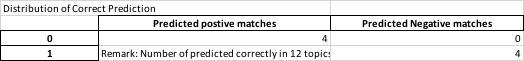 Distribution of Correct Prediction
Predicted postive matches Predicted Negative matches
0 4 0
1 Remark: Number of predicted correctly in 12 topics 4